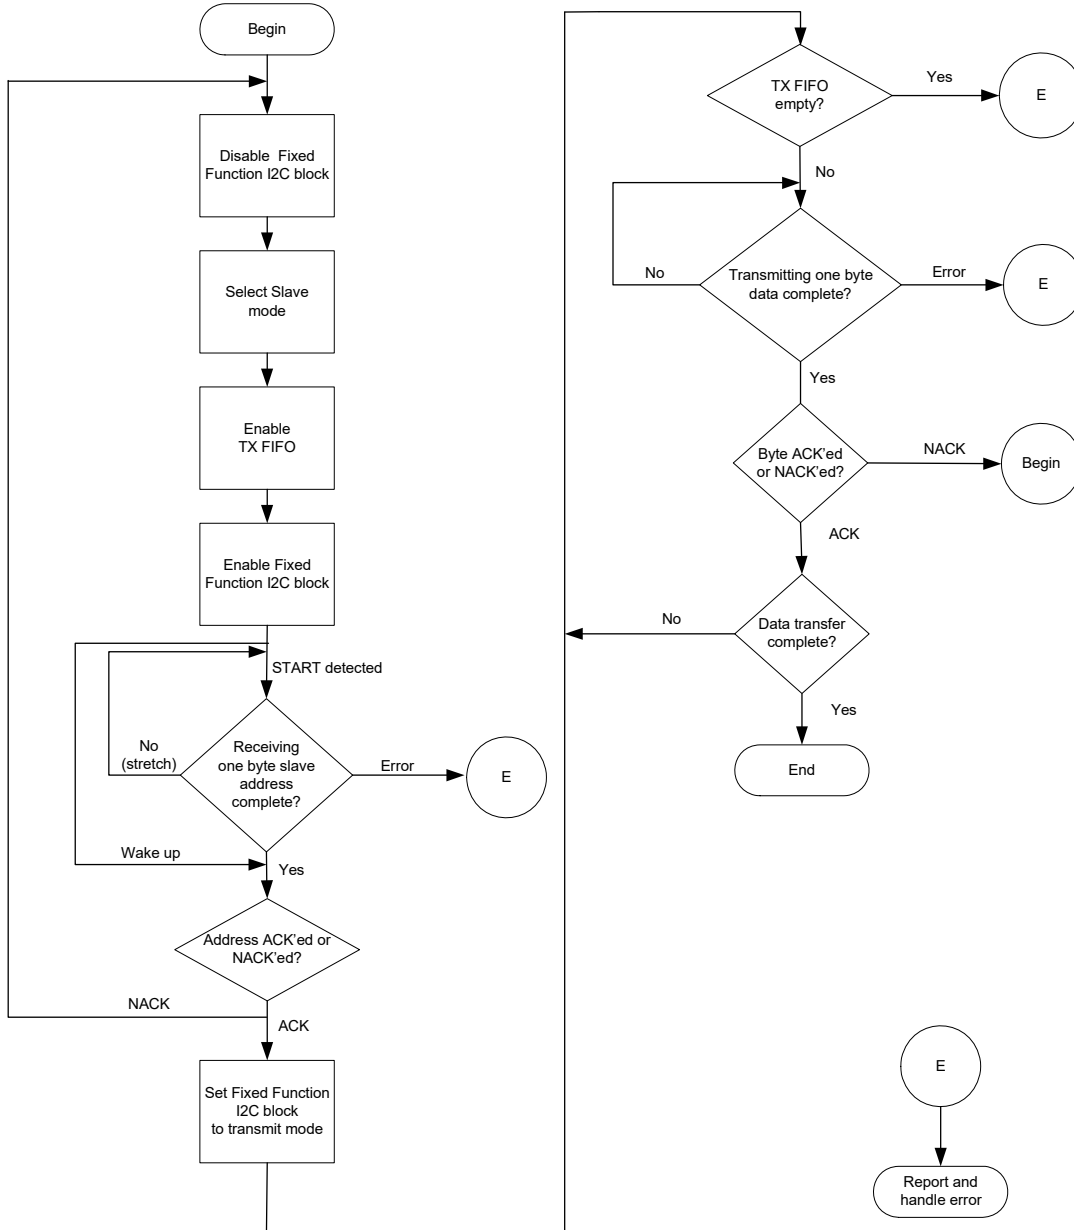 Begin
Disable Fixed
Function I2C block
Select Slave
mode
Enable
TX FIFO
Enable Fixed
Function I2C block
START detected
No
(stretch)
Receiving
one byte slave
address
complete?
Error
E
Wake up
Yes
Address ACK'ed or
NACK'ed?
NACK
ACK
Set Fixed Function
I2C block
to transmit mode
TX FIFO
empty?
Yes
E
No
No
Transmitting one byte
data complete?
Error
E
Yes
Byte ACK'ed
or NACK'ed?
NACK
Begin
ACK
No
Data transfer
complete?
Yes
End
E
Report and
handle error